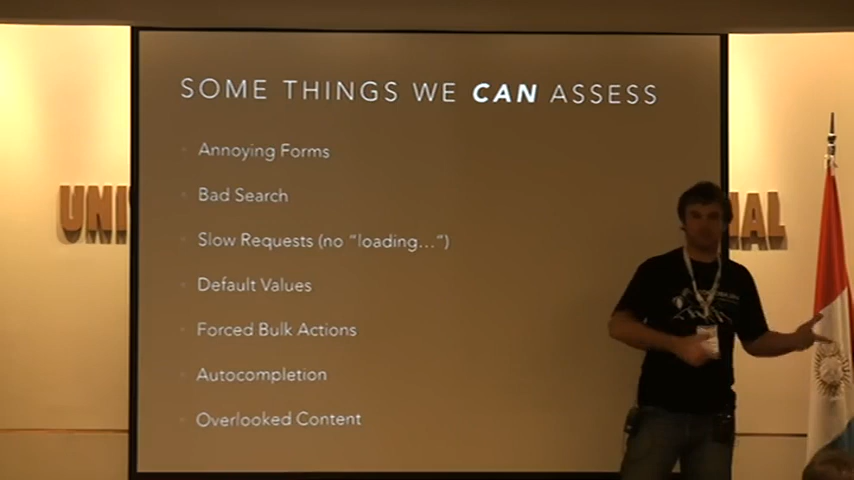 SOME THINGS WE CAN ASSESS
Annoying Forms
Bad Search
Slow Requests (no “loading...”)
Default Values
Forced Bulk Actions
Autocompletion
Overlooked Content
UNI
AL